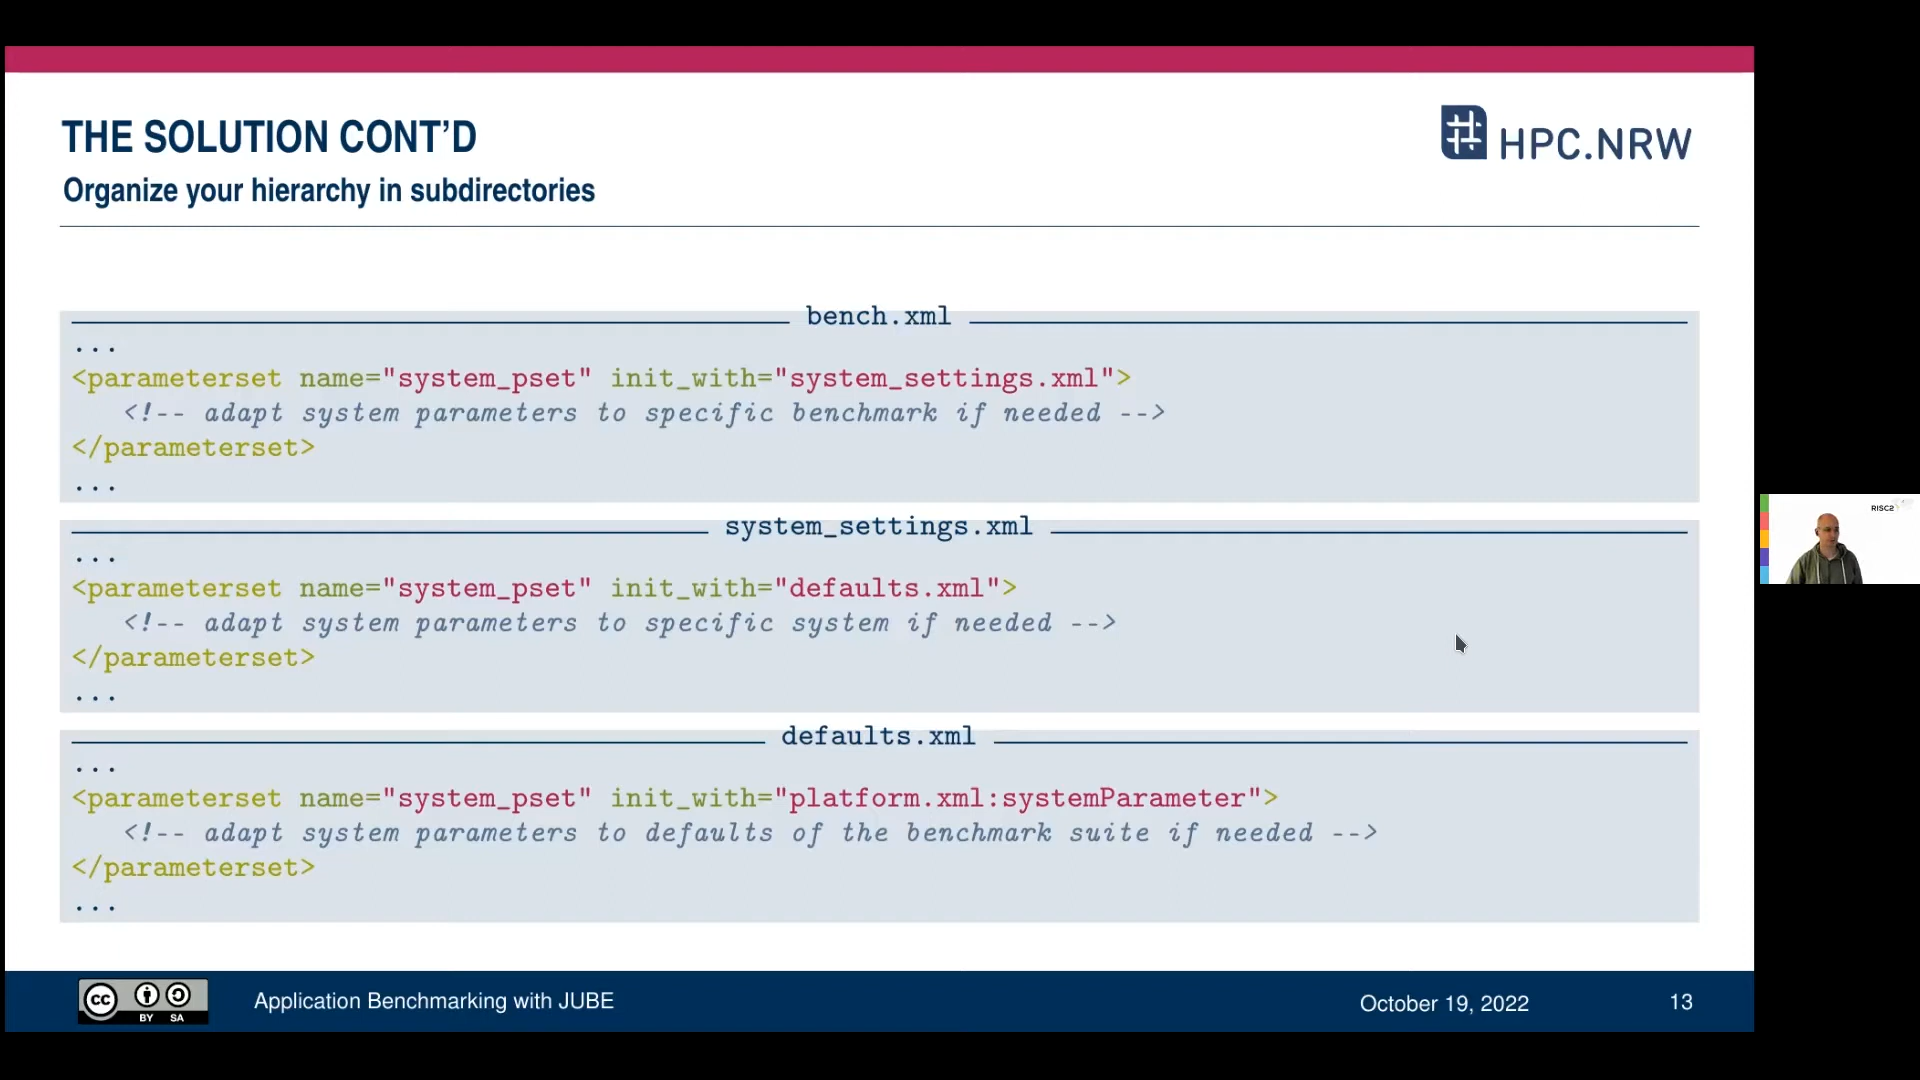 THE SOLUTION CONT’D
HPC.NRW
Organize your hierarchy in subdirectories
bench.xml
...
<parameterset name="system_pset" init_with="system_settings.xml">
<!-- adapt system parameters to specific benchmark if needed -->
</parameterset>
...
system_settings.xml
...
<parameterset name="system_pset" init_with="defaults.xml">
<!-- adapt system parameters to specific system if needed -->
</parameterset>
...
defaults.xml
...
<parameterset name="system_pset" init_with="platform.xml:systemParameter">
<!-- adapt system parameters to defaults of the benchmark suite if needed -->
</parameterset>
...
RISC2
cc BY SA
Application Benchmarking with JUBE
October 19, 2022
13